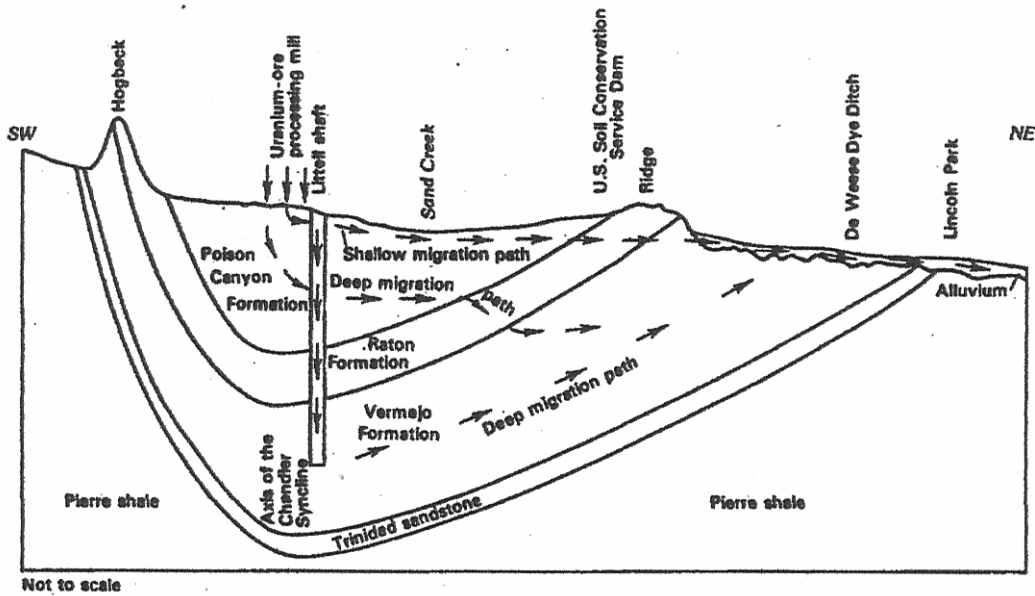 SW
Hogback
Uranium-ore
processing mill
Littell shaft
Sand Creek
U.S. Soil Conservation
Service Dam
Ridge
De Weese Dye Ditch
Lincoln Park
NE
Poison
Canyon
Formation
Shallow migration path
Deep migration
path
Raton
Formation
Alluvium
Vermejo
Formation
Deep migration path
Axis of the
Chandler
Syncline
Pierre shale
Trinidad sandstone
Pierre shale
Not to scale